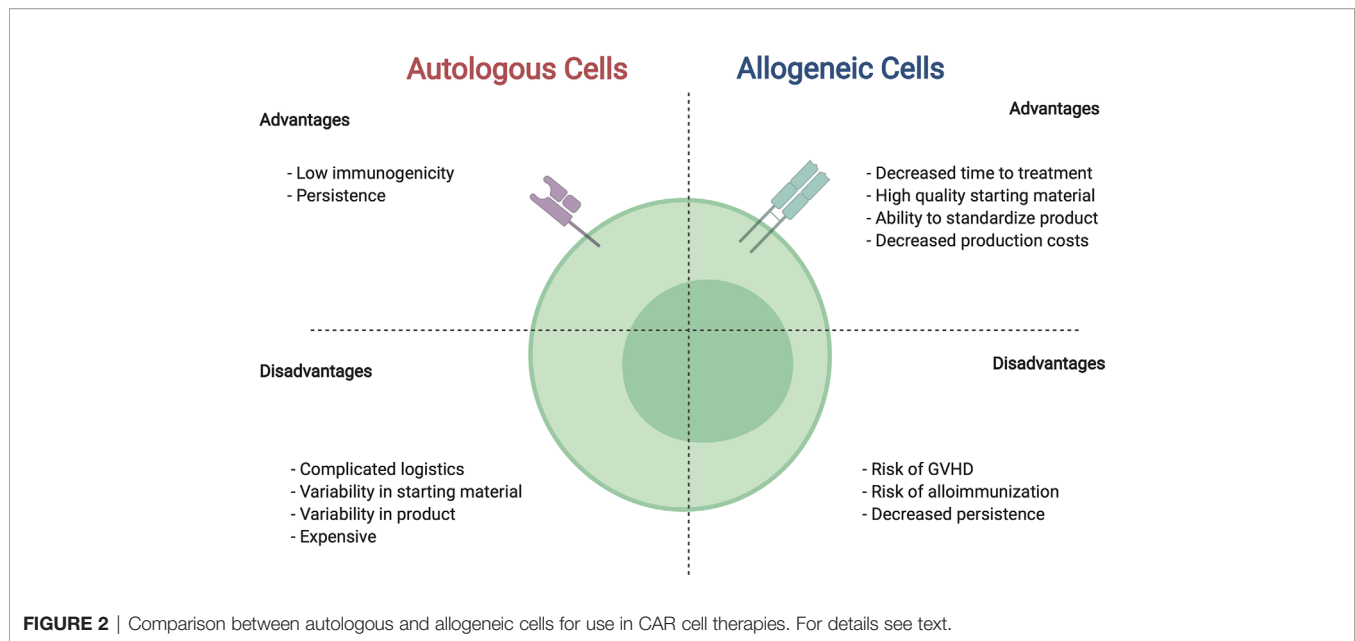 Autologous Cells
Allogeneic Cells
Advantages
- Low immunogenicity
- Persistence
Advantages
- Decreased time to treatment
- High quality starting material
- Ability to standardize product
- Decreased production costs
Disadvantages
- Complicated logistics
- Variability in starting material
- Variability in product
- Expensive
Disadvantages
- Risk of GVHD
- Risk of alloimmunization
- Decreased persistence
FIGURE 2 | Comparison between autologous and allogeneic cells for use in CAR cell therapies. For details see text.